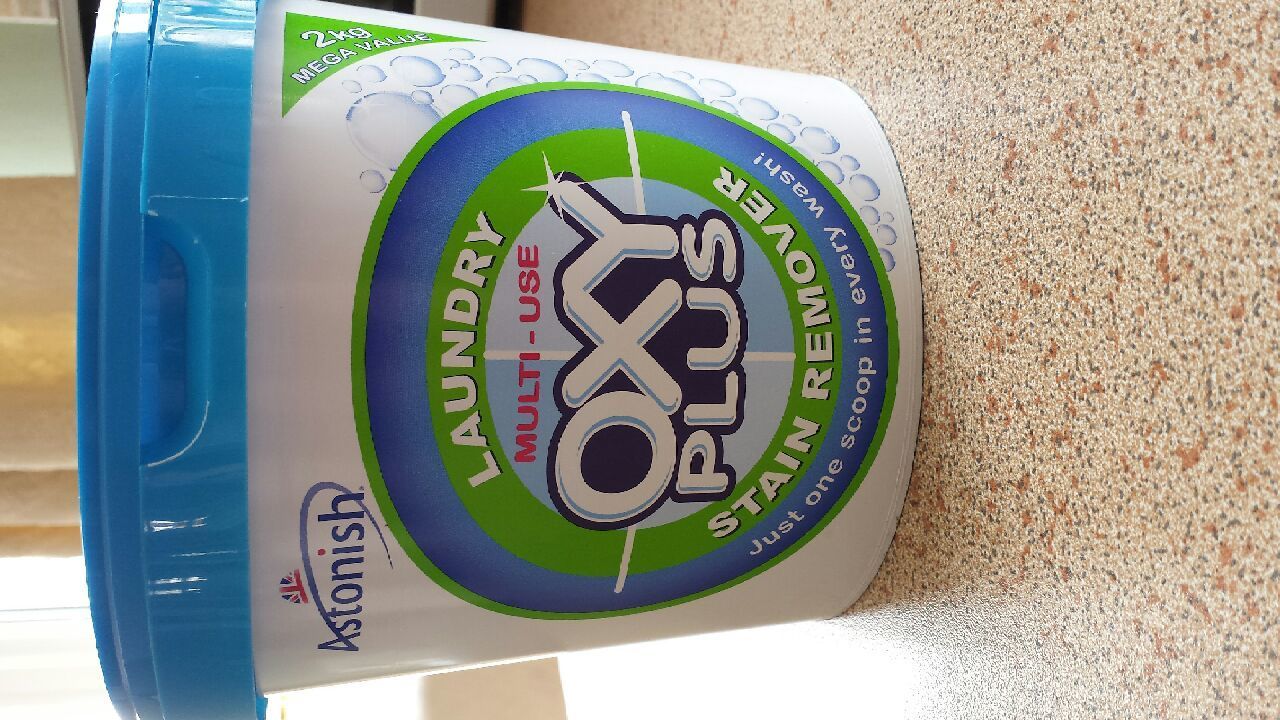 2kg
MEGA VALUE
Astonish
LAUNDRY
MULTI-USE
OXY
PLUS
STAIN REMOVER
Just one scoop in every wash!